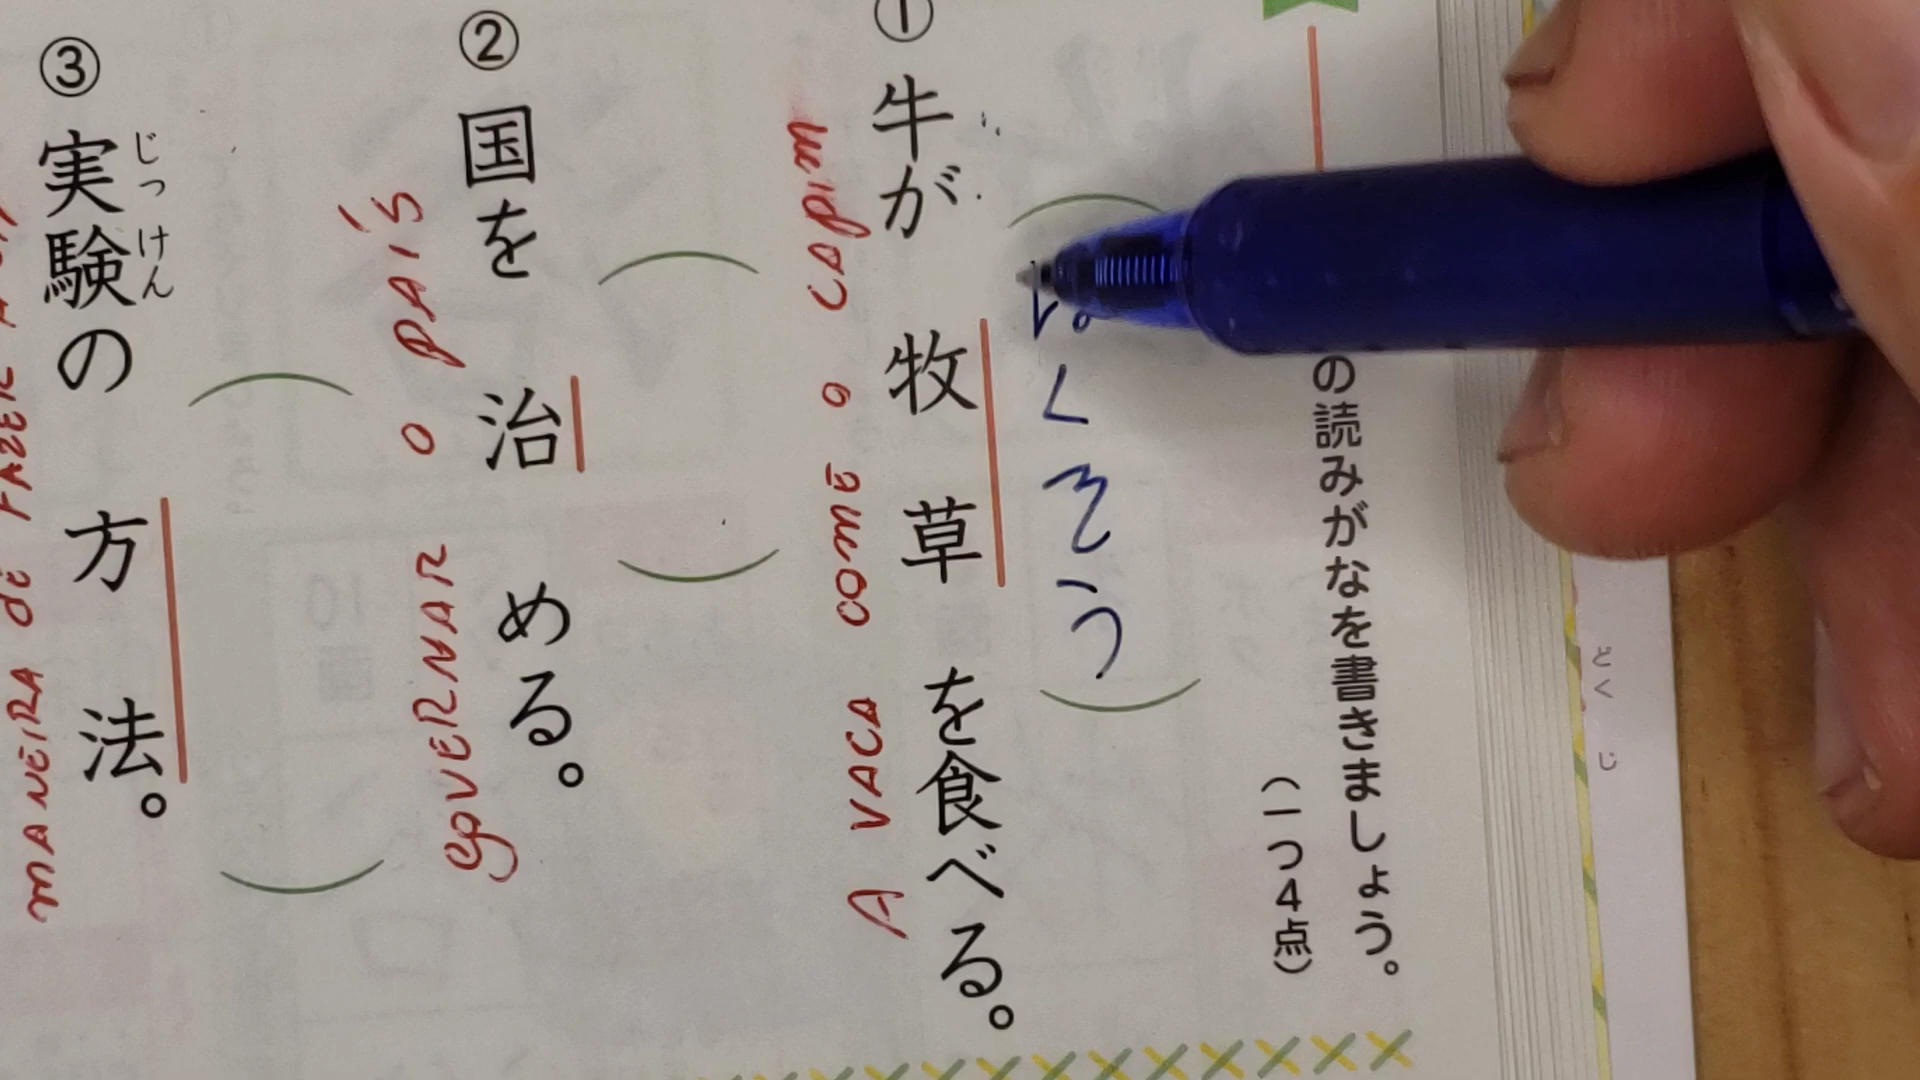 の読みがなを書きましょう。
(一つ4点)
くそう
① 牛が牧草を食べる。
A VACA COME O CAPIM
② 国を治める。
GOVERNAR O PAÍS
じっけん
③ 実験の方法。
MANEIRA DE FAZER
どくじ